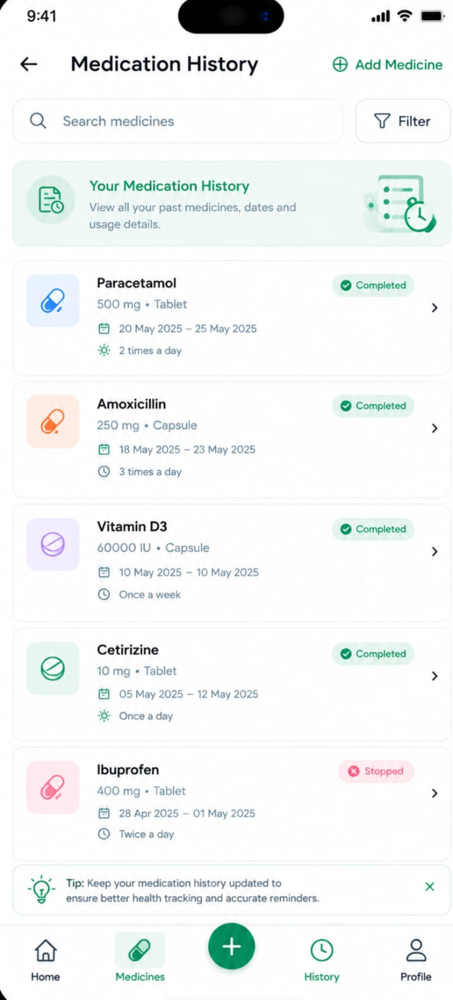 9:41
Medication History
Add Medicine
Search medicines
Filter
Your Medication History
View all your past medicines, dates and
usage details.
Paracetamol
Completed
500 mg • Tablet
20 May 2025 – 25 May 2025
2 times a day
Amoxicillin
Completed
250 mg • Capsule
18 May 2025 – 23 May 2025
3 times a day
Vitamin D3
Completed
60000 IU • Capsule
10 May 2025 – 10 May 2025
Once a week
Cetirizine
Completed
10 mg • Tablet
05 May 2025 – 12 May 2025
Once a day
Ibuprofen
Stopped
400 mg • Tablet
28 Apr 2025 – 01 May 2025
Twice a day
Tip: Keep your medication history updated to
ensure better health tracking and accurate reminders.
Home
Medicines
History
Profile